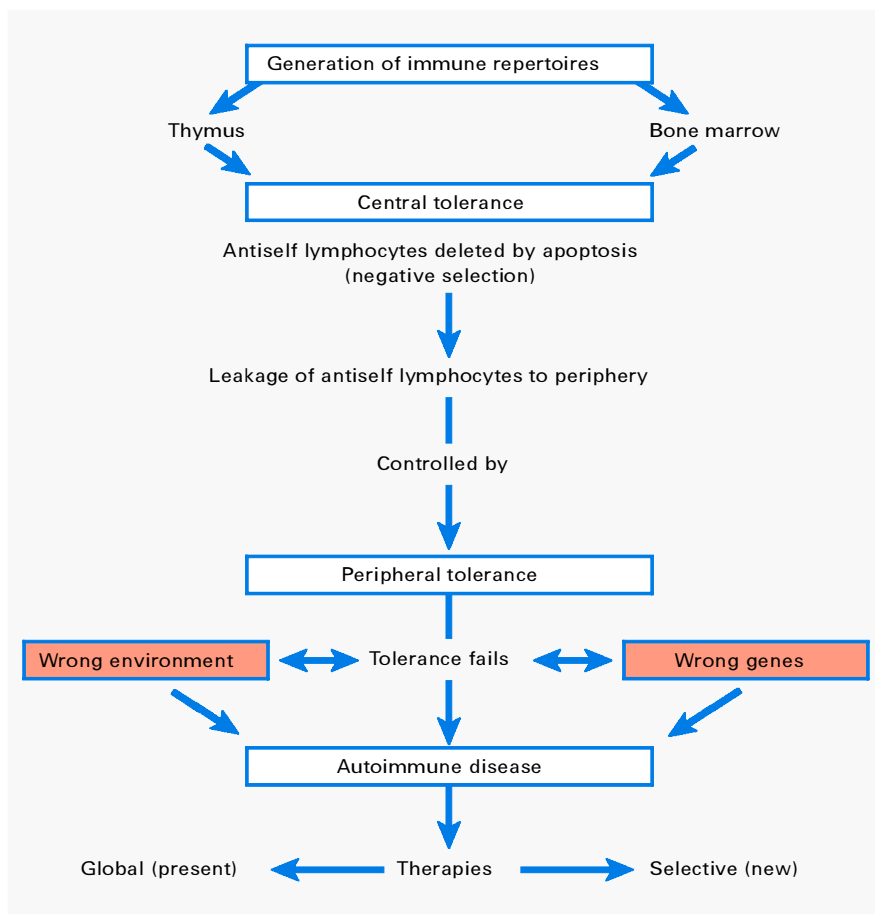 Generation of immune repertoires
Thymus
Bone marrow
Central tolerance
Antiself lymphocytes deleted by apoptosis
(negative selection)
Leakage of antiself lymphocytes to periphery
Controlled by
Peripheral tolerance
Wrong environment
Tolerance fails
Wrong genes
Autoimmune disease
Global (present)
Therapies
Selective (new)